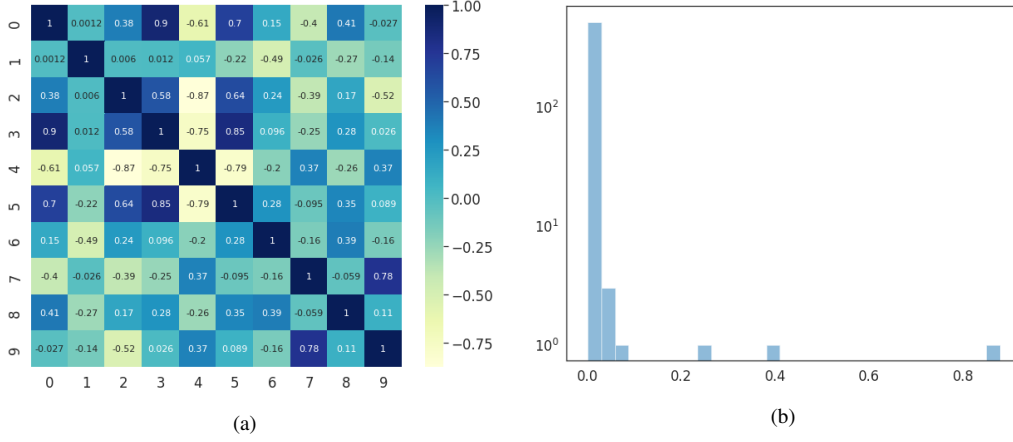 0 1 0.0012 0.38 0.9 -0.61 0.7 0.15 -0.4 0.41 -0.027
1 0.0012 1 0.006 0.012 0.057 -0.22 -0.49 -0.026 -0.27 -0.14
2 0.38 0.006 1 0.58 -0.87 0.64 0.24 -0.39 0.17 -0.52
3 0.9 0.012 0.58 1 -0.75 0.85 0.096 -0.25 0.28 0.026
4 -0.61 0.057 -0.87 -0.75 1 -0.79 -0.2 0.37 -0.26 0.37
5 0.7 -0.22 0.64 0.85 -0.79 1 0.28 -0.095 0.35 0.089
6 0.15 -0.49 0.24 0.096 -0.2 0.28 1 -0.16 0.39 -0.16
7 -0.4 -0.026 -0.39 -0.25 0.37 -0.095 -0.16 1 -0.059 0.78
8 0.41 -0.27 0.17 0.28 -0.26 0.35 0.39 -0.059 1 0.11
9 -0.027 -0.14 -0.52 0.026 0.37 0.089 -0.16 0.78 0.11 1
0 1 2 3 4 5 6 7 8 9
1.00
0.75
0.50
0.25
0.00
−0.25
−0.50
−0.75
(a)
10²
10¹
10⁰
0.0 0.2 0.4 0.6 0.8
(b)